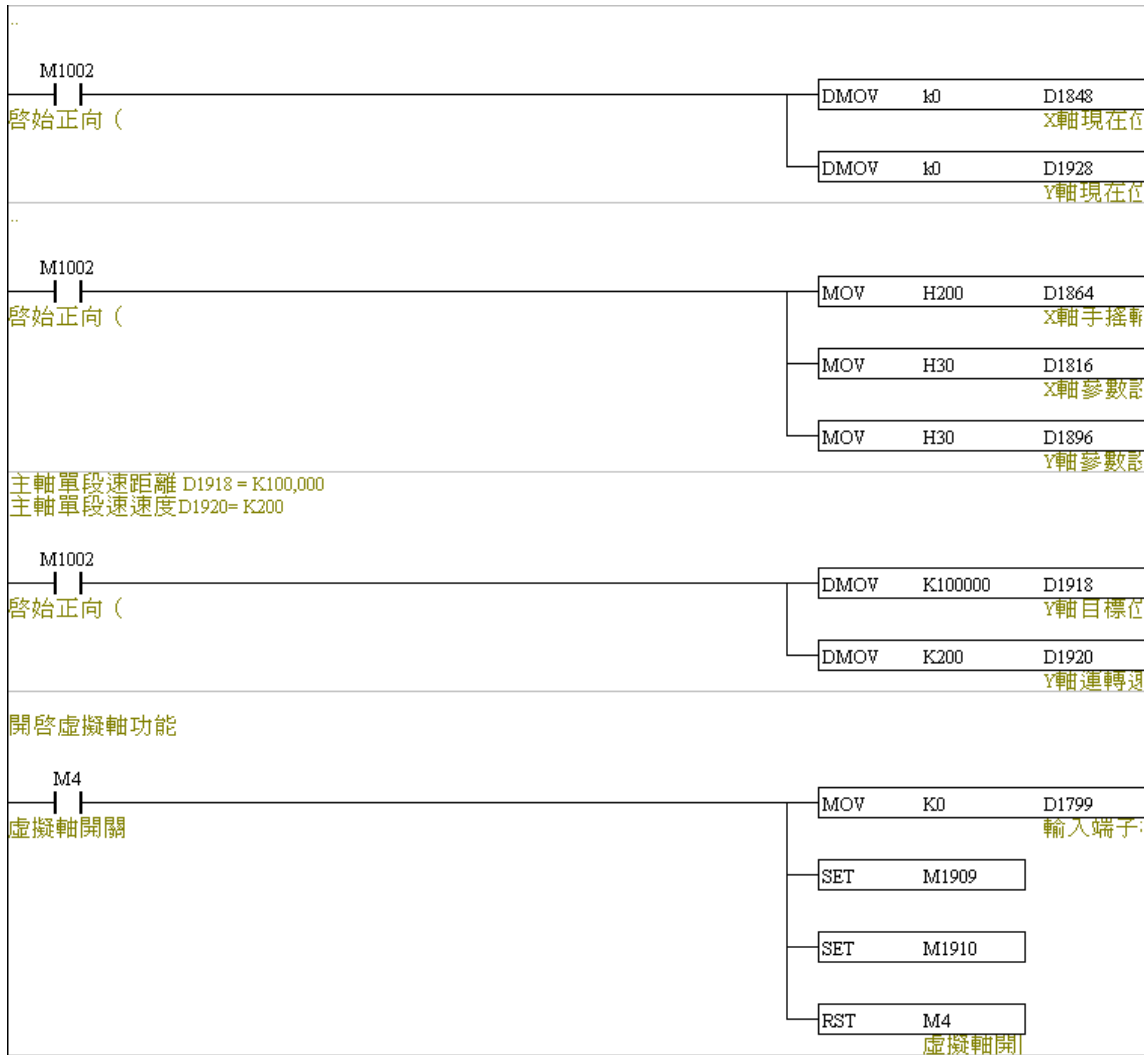 ..
M1002
DMOV k0 D1848
啓始正向（
X軸現在位
DMOV k0 D1928
Y軸現在位
..
M1002
MOV H200 D1864
啓始正向（
X軸手搖
MOV H30 D1816
X軸參數
MOV H30 D1896
Y軸參數
主軸單段速距離 D1918 = K100,000
主軸單段速速度D1920= K200
M1002
DMOV K100000 D1918
啓始正向（
Y軸目標位
DMOV K200 D1920
Y軸運轉速
開啓虛擬軸功能
M4
MOV K0 D1799
虛擬軸開關
輸入端子
SET M1909
SET M1910
RST M4
虛擬軸開